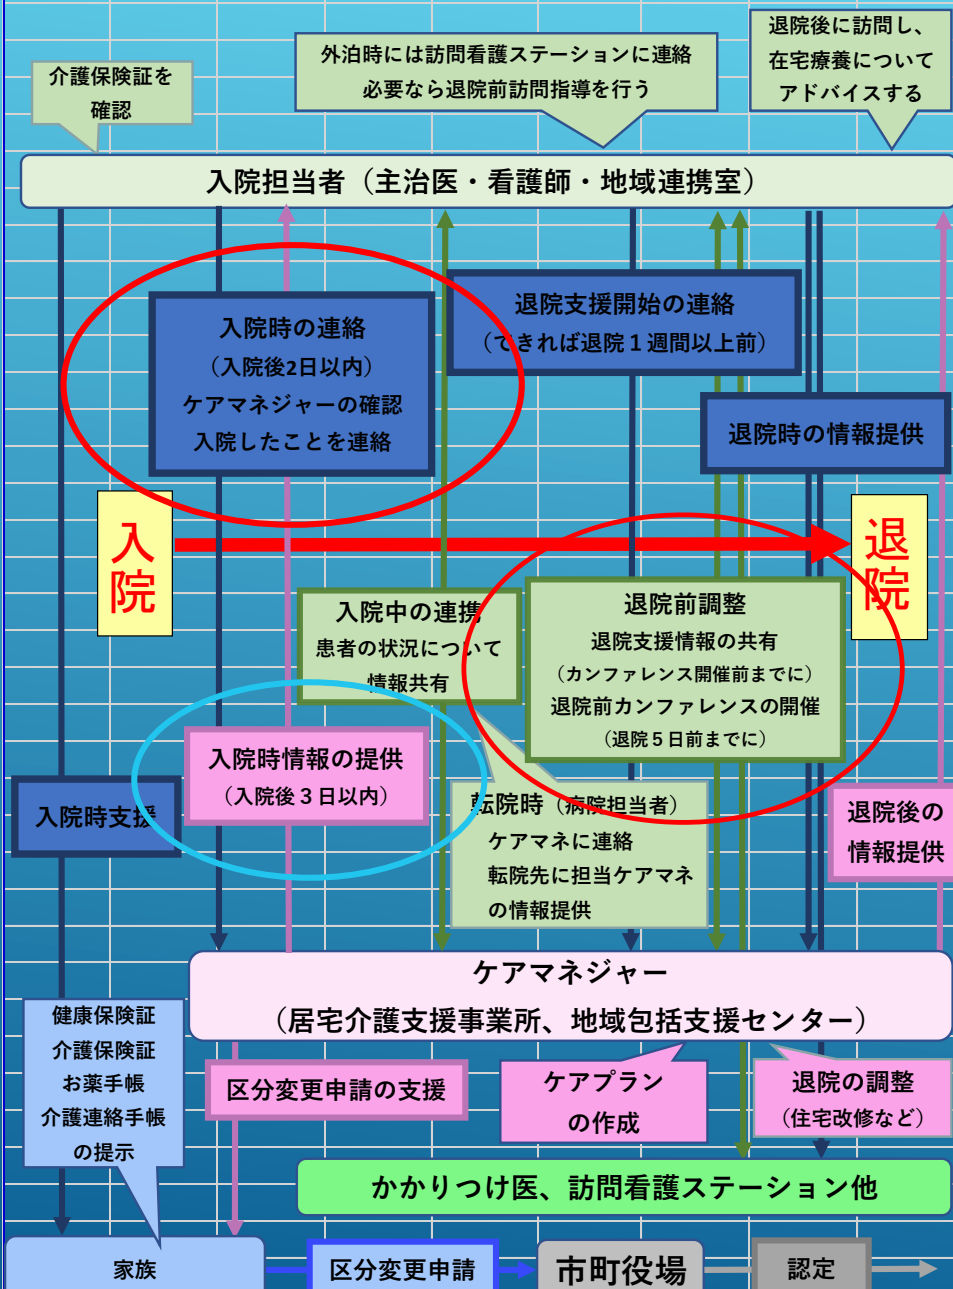 介護保険証を
確認
外泊時には訪問看護ステーションに連絡
必要なら退院前訪問指導を行う
退院後に訪問し、
在宅療養について
アドバイスする
入院担当者（主治医・看護師・地域連携室）
入院時の連絡
（入院後2日以内）
ケアマネジャーの確認
入院したことを連絡
退院支援開始の連絡
（できれば退院１週間以上前）
退院時の情報提供
入院
退院
入院中の連携
患者の状況について
情報共有
退院前調整
退院支援情報の共有
（カンファレンス開催前までに）
退院前カンファレンスの開催
（退院５日前までに）
入院時情報の提供
（入院後３日以内）
入院時支援
転院時（病院担当者）
ケアマネに連絡
転院先に担当ケアマネ
の情報提供
退院後の
情報提供
ケアマネジャー
（居宅介護支援事業所、地域包括支援センター）
健康保険証
介護保険証
お薬手帳
介護連絡手帳
の提示
区分変更申請の支援
ケアプラン
の作成
退院の調整
（住宅改修など）
かかりつけ医、訪問看護ステーション他
家族
区分変更申請
市町役場
認定